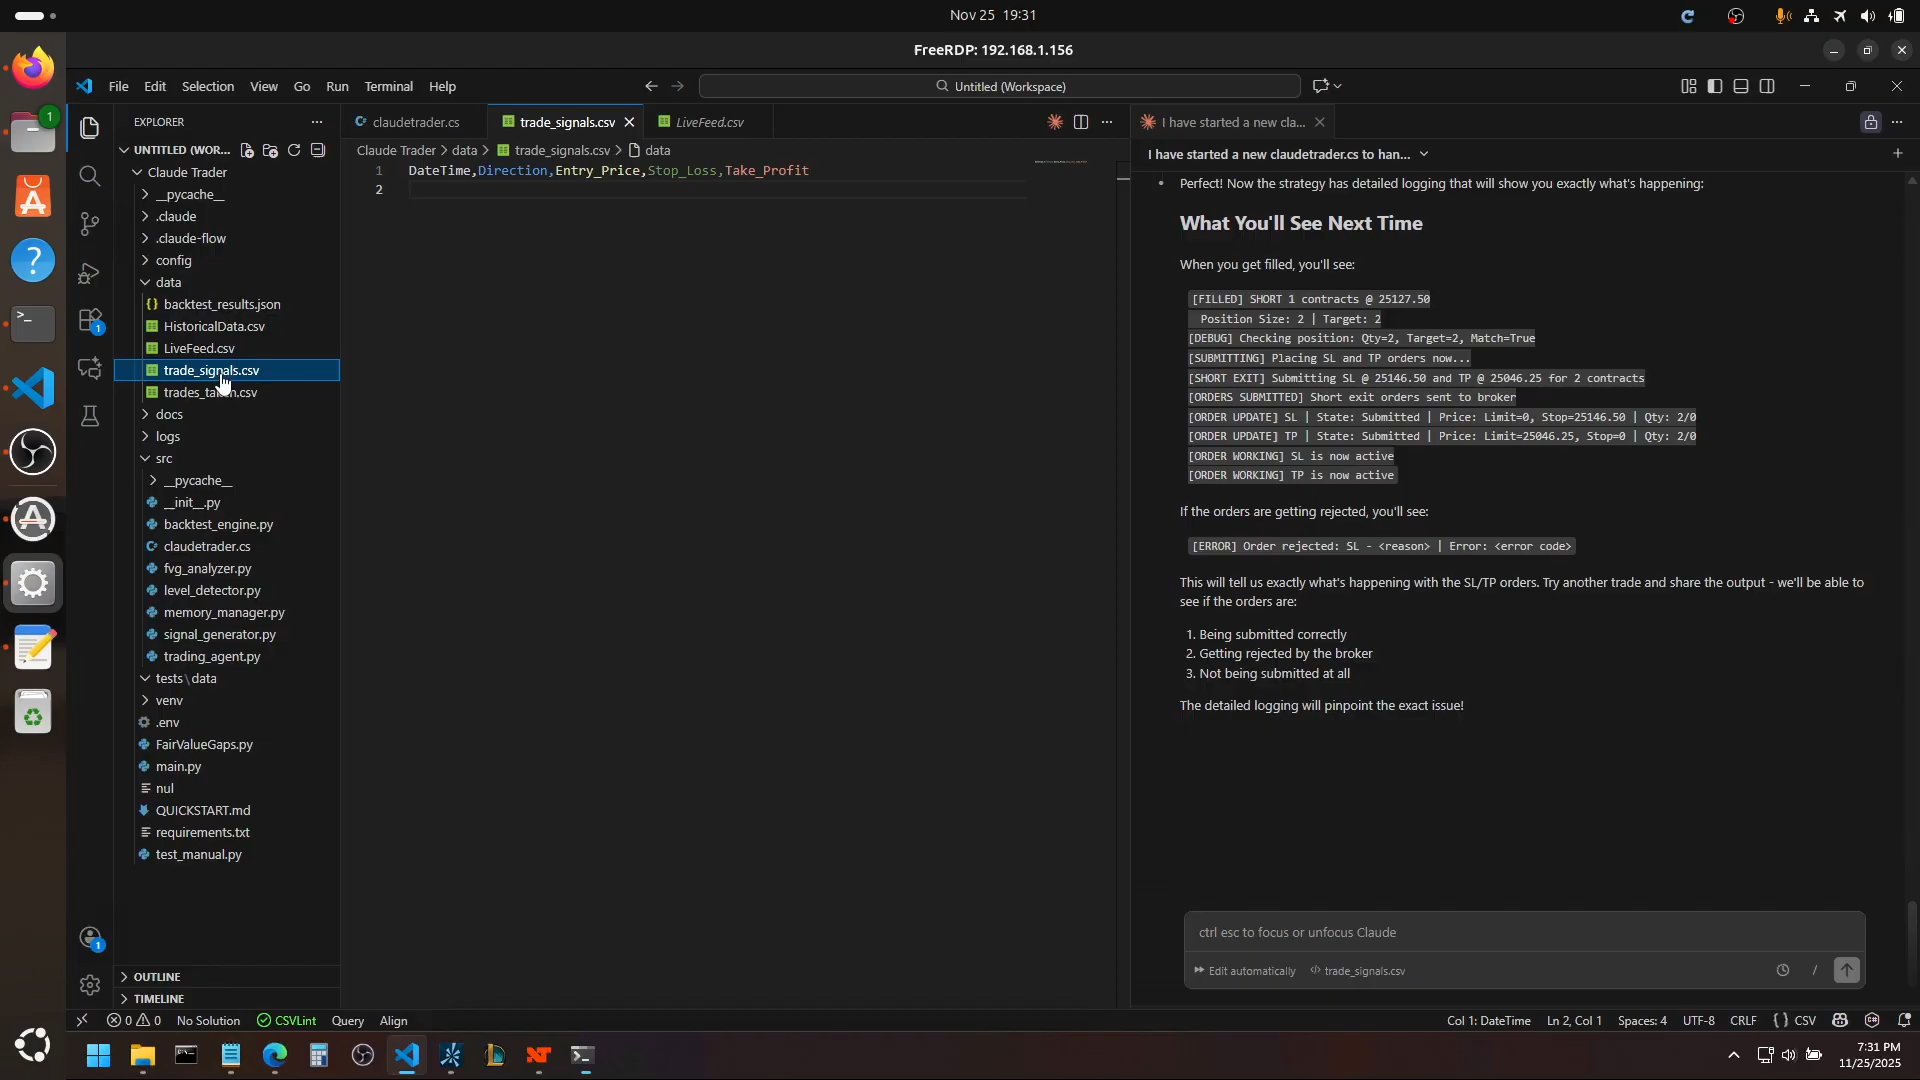 Nov 25 19:31
FreeRDP: 192.168.1.156
File Edit Selection View Go Run Terminal Help
Untitled (Workspace)
EXPLORER
claudetrader.cs
trade_signals.csv
LiveFeed.csv
I have started a new cla...
UNTITLED (WOR...
Claude Trader > data > trade_signals.csv > data
I have started a new claudetrader.cs to han...
1 DateTime,Direction,Entry_Price,Stop_Loss,Take_Profit
2
Claude Trader
__pycache__
.claude
.claude-flow
config
data
backtest_results.json
HistoricalData.csv
LiveFeed.csv
trade_signals.csv
docs
logs
src
__pycache__
__init__.py
backtest_engine.py
claudetrader.cs
fvg_analyzer.py
level_detector.py
memory_manager.py
signal_generator.py
trading_agent.py
tests\data
venv
.env
FairValueGaps.py
main.py
nul
QUICKSTART.md
requirements.txt
test_manual.py
OUTLINE
TIMELINE
Perfect! Now the strategy has detailed logging that will show you exactly what's happening:
What You'll See Next Time
When you get filled, you'll see:
[FILLED] SHORT 1 contracts @ 25127.50
Position Size: 2 | Target: 2
[DEBUG] Checking position: Qty=2, Target=2, Match=True
[SUBMITTING] Placing SL and TP orders now...
[SHORT EXIT] Submitting SL @ 25146.50 and TP @ 25046.25 for 2 contracts
[ORDERS SUBMITTED] Short exit orders sent to broker
[ORDER UPDATE] SL | State: Submitted | Price: Limit=0, Stop=25146.50 | Qty: 2/0
[ORDER UPDATE] TP | State: Submitted | Price: Limit=25046.25, Stop=0 | Qty: 2/0
[ORDER WORKING] SL is now active
[ORDER WORKING] TP is now active
If the orders are getting rejected, you'll see:
[ERROR] Order rejected: SL - <reason> | Error: <error code>
This will tell us exactly what's happening with the SL/TP orders. Try another trade and share the output - we'll be able to
see if the orders are:
1. Being submitted correctly
2. Getting rejected by the broker
3. Not being submitted at all
The detailed logging will pinpoint the exact issue!
ctrl esc to focus or unfocus Claude
Edit automatically
trade_signals.csv
/
0 0 No Solution CSVLint Query Align
Col 1: DateTime Ln 2, Col 1 Spaces: 4 UTF-8 CRLF {} CSV
7:31 PM
11/25/2025